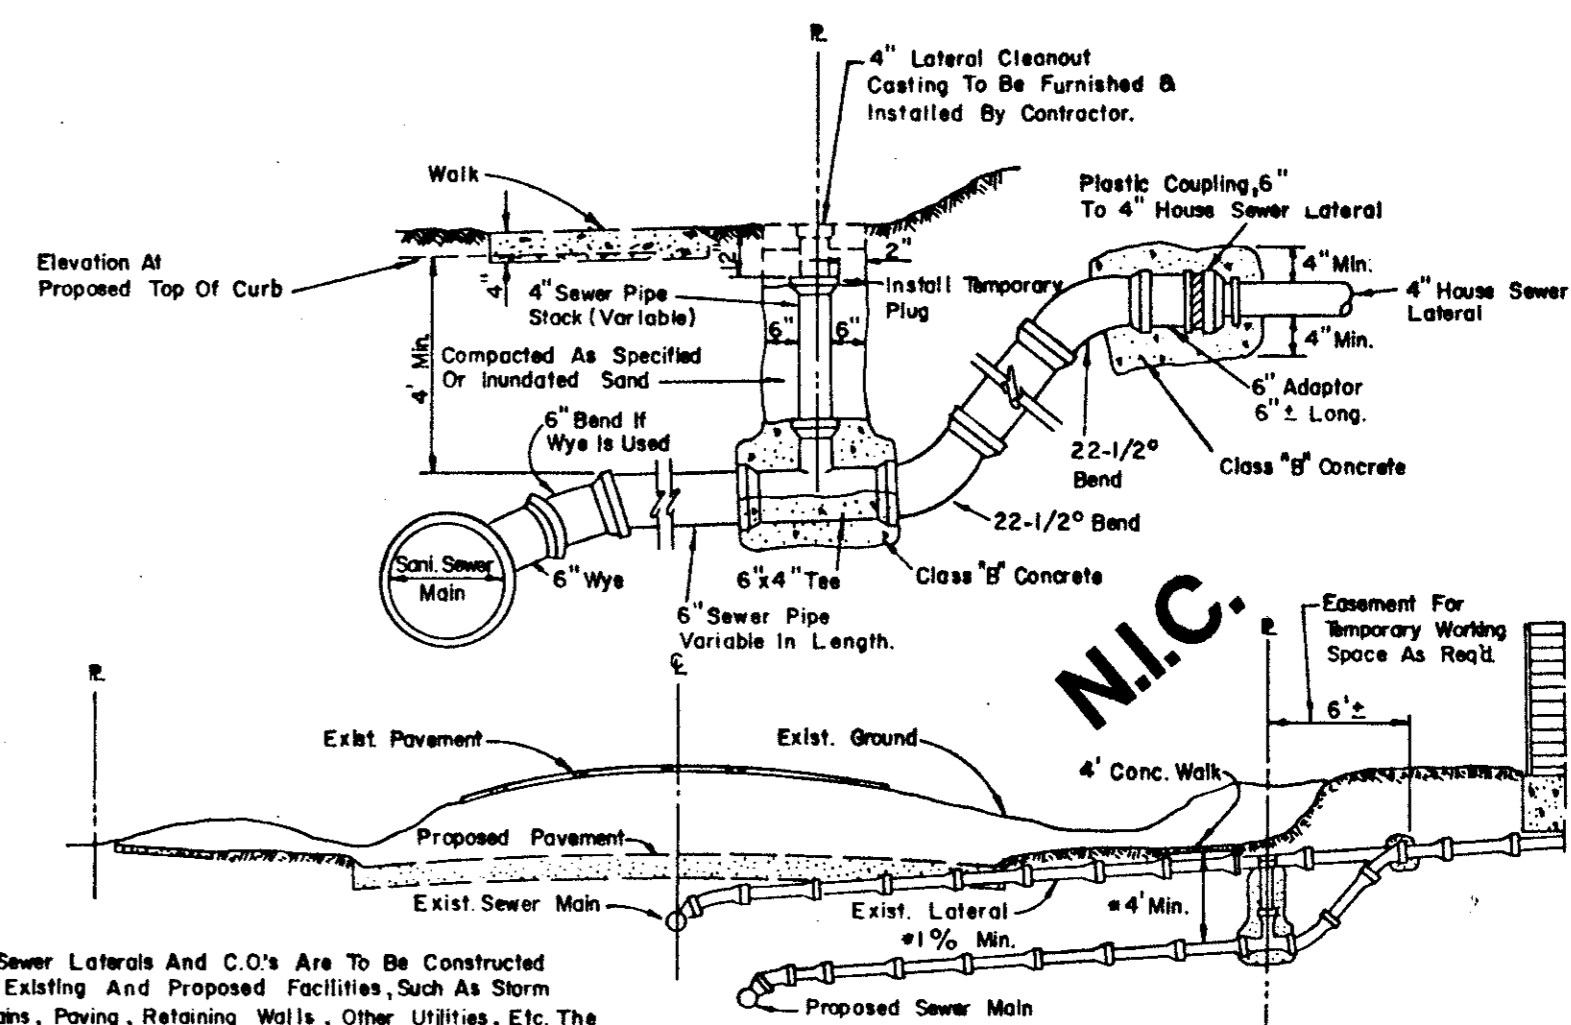 PL
4" Lateral Cleanout
Casting To Be Furnished &
Installed By Contractor.
Walk
Plastic Coupling, 6"
To 4" House Sewer Lateral
Elevation At
Proposed Top Of Curb
4"
12"
2"
4" Min.
4" Sewer Pipe
Stack (Variable)
Install Temporary
Plug
4" House Sewer
Lateral
6"
6"
4" Min.
4' Min.
Compacted As Specified
Or Inundated Sand
6" Adaptor
6" ± Long.
6" Bend If
Wye Is Used
22-1/2° 
Bend
Class "B" Concrete
22-1/2° Bend
Sani. Sewer
Main
6" Wye
6"x4" Tee
Class "B" Concrete
6" Sewer Pipe
Variable In Length.
N.I.C.
Easement For
Temporary Working
Space As Req'd.
PL
CL
PL
6' ±
Exist. Pavement
Exist. Ground
4' Conc. Walk
Proposed Pavement
Exist. Sewer Main
Exist. Lateral
*1% Min.
*4' Min.
Sewer Laterals And C.O.'s Are To Be Constructed
Existing And Proposed Facilities, Such As Storm
Paving, Retaining Walls, Other Utilities, Etc. The
Proposed Sewer Main